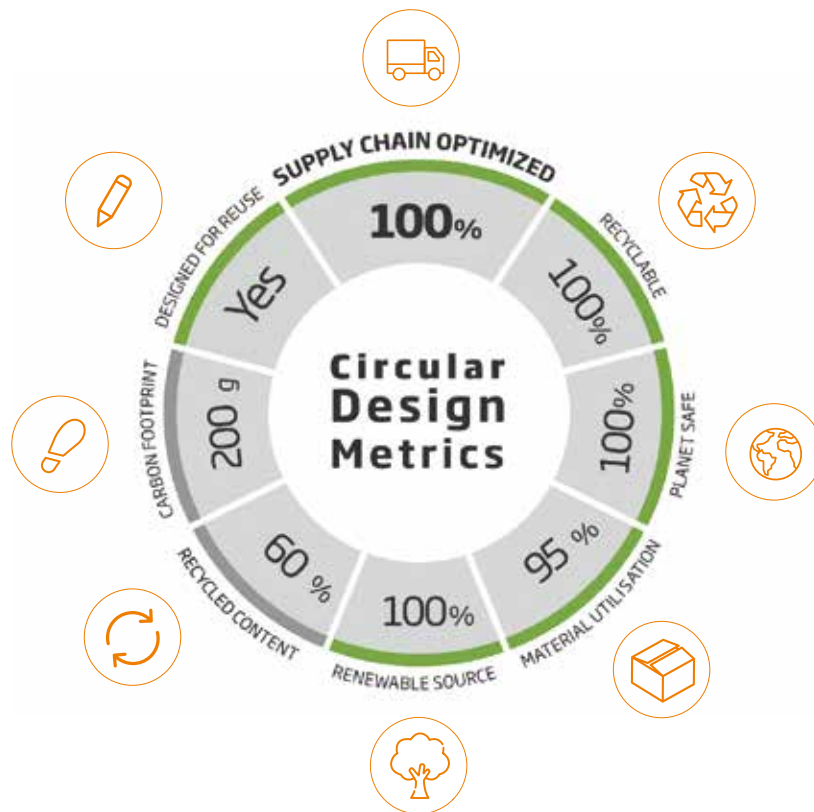 SUPPLY CHAIN OPTIMIZED
100%
RECYCLABLE
100%
PLANET SAFE
100%
MATERIAL UTILISATION
95 %
RENEWABLE SOURCE
100%
RECYCLED CONTENT
60 %
CARBON FOOTPRINT
200 g
DESIGNED FOR REUSE
Yes
Circular
Design
Metrics